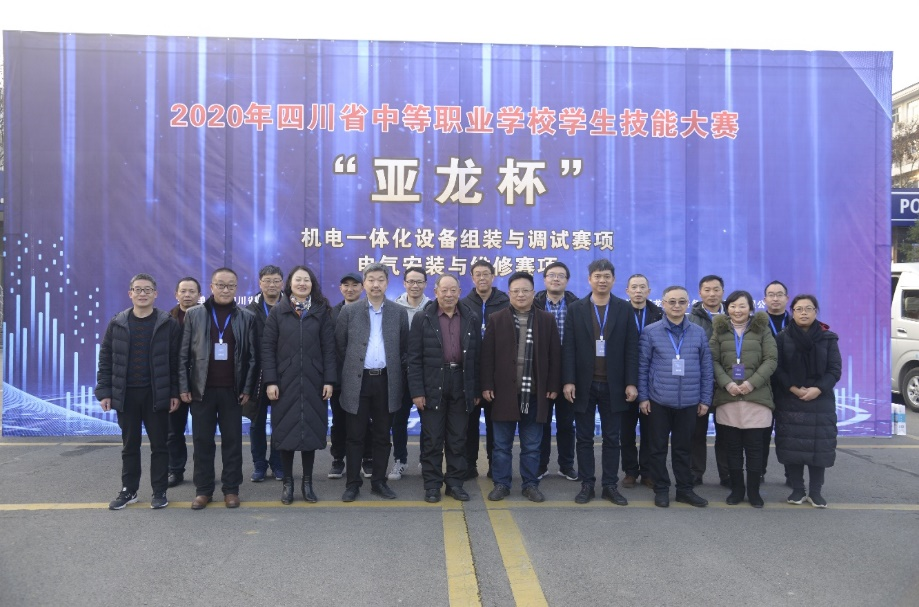 2020年四川省中等职业学校学生技能大赛
“亚龙杯”
机电一体化设备组装与调试赛项
电气安装与维修赛项
PO